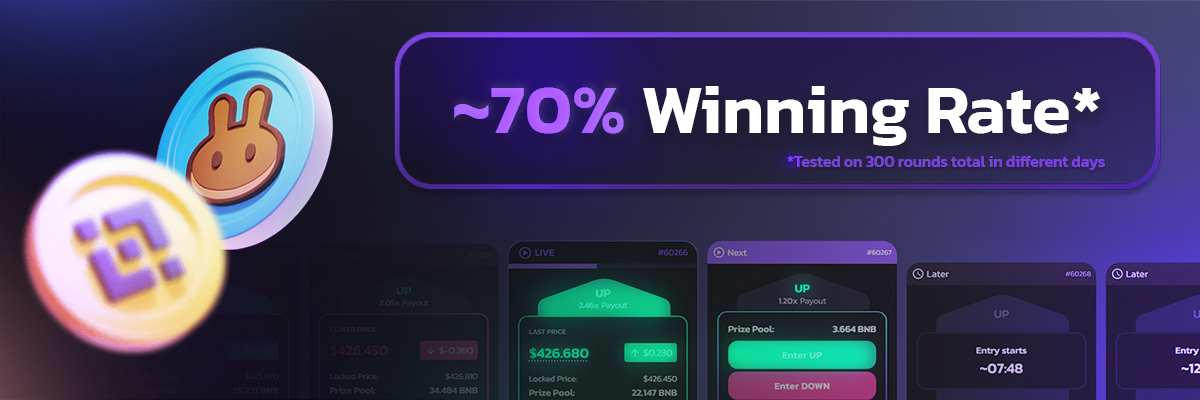 ~70% Winning Rate*
*Tested on 300 rounds total in different days
UP
2.05x Payout
CLOSED PRICE
$426.450
↓ $-0.360
Locked Price: $426.810
Prize Pool: 34.484 BNB
LIVE #60266
UP
2.46x Payout
LAST PRICE
$426.680
↑ $0.230
Locked Price: $426.450
Prize Pool: 22.147 BNB
Next #60267
UP
1.20x Payout
Prize Pool: 3.664 BNB
Enter UP
Enter DOWN
Later #60268
UP
Entry starts
~07:48
Later
Entry
~12